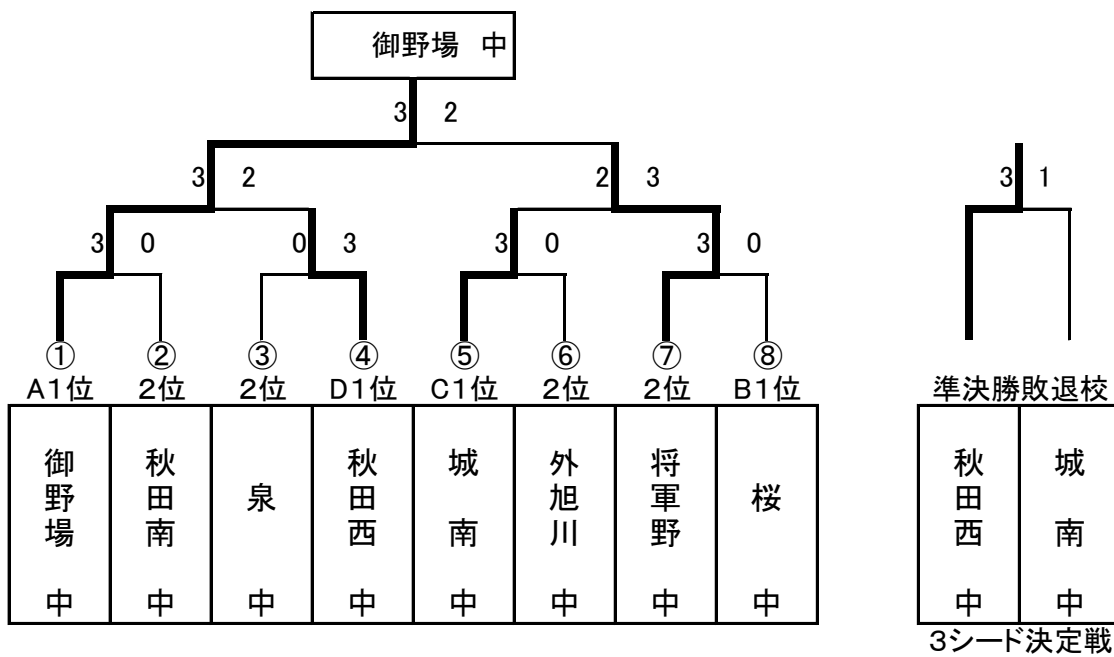 御野場 中
3 2
3 2 2 3 3 1
3 0 0 3 3 0 3 0
① ② ③ ④ ⑤ ⑥ ⑦ ⑧
A1位 2位 2位 D1位 C1位 2位 2位 B1位 準決勝敗退校
御野場中
秋田南中
泉中
秋田西中
城南中
外旭川中
将軍野中
桜中
秋田西中
城南中
3シード決定戦